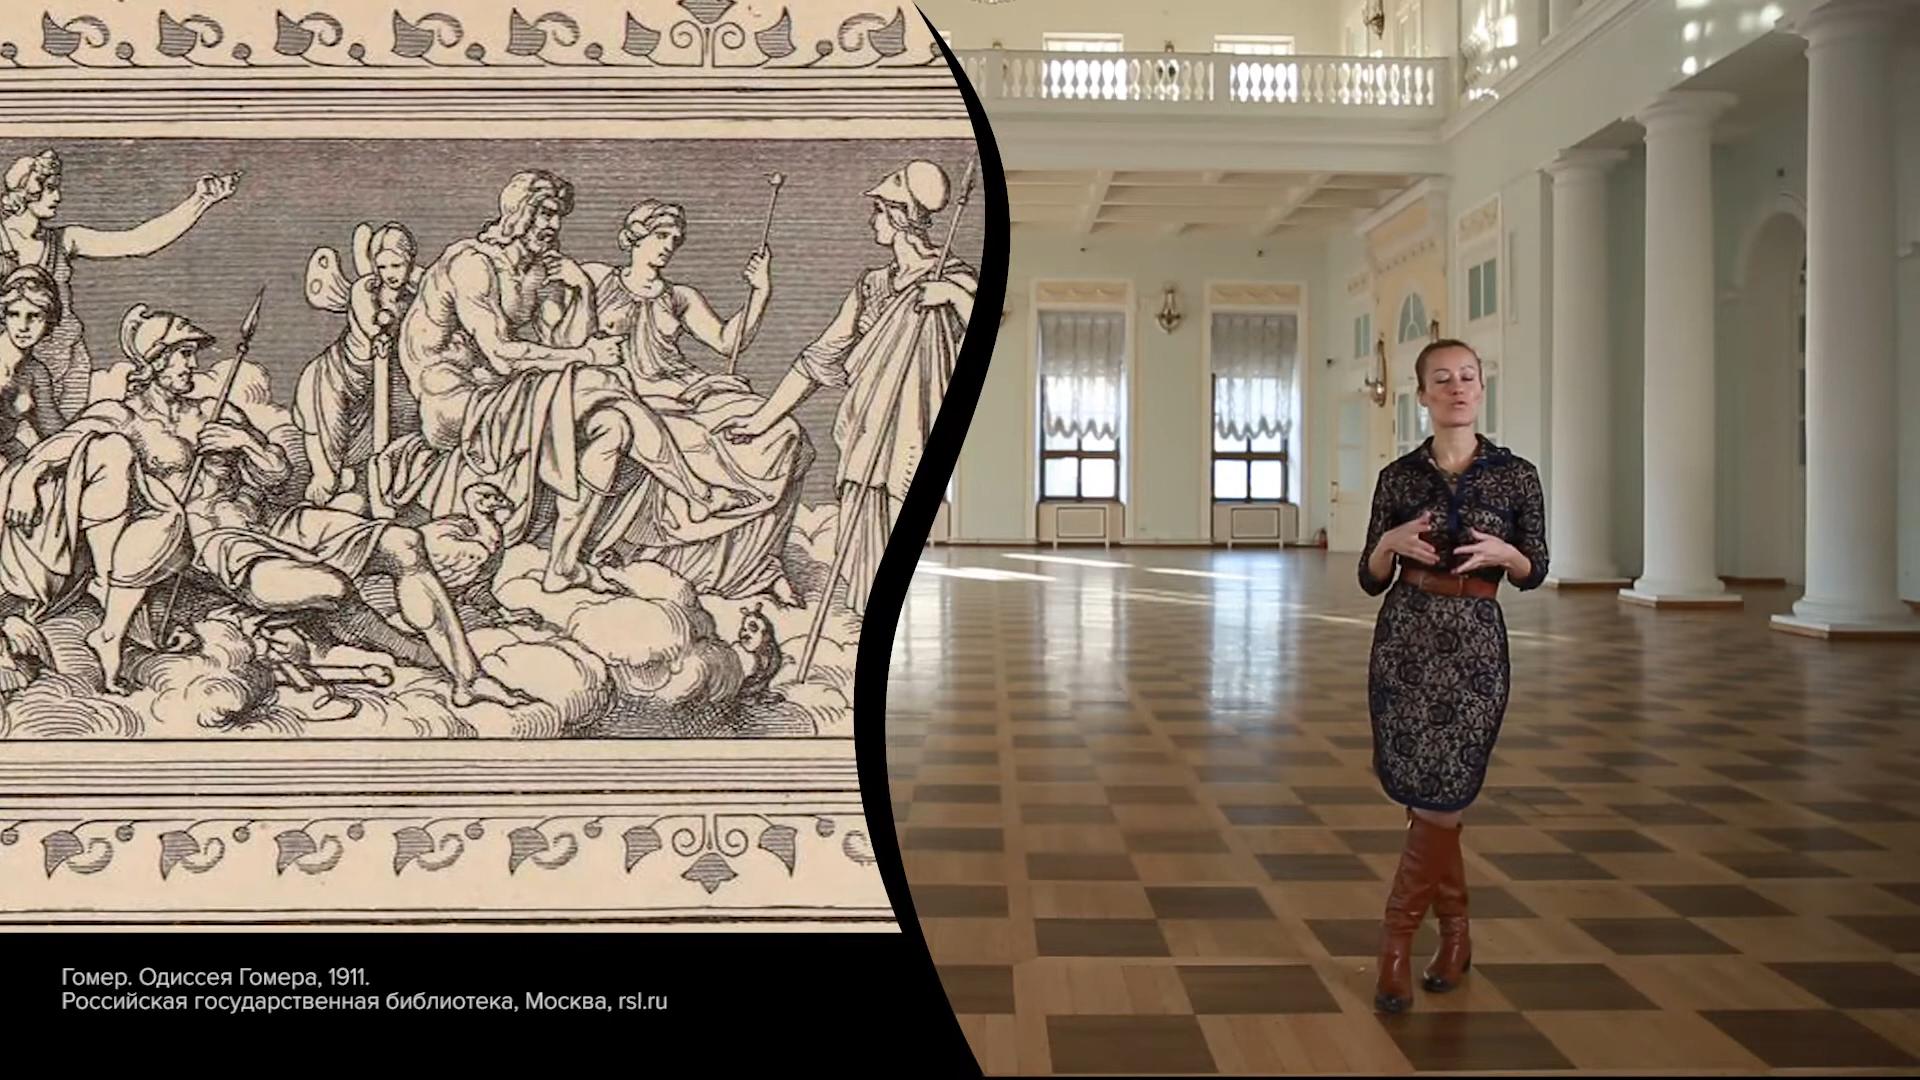 Гомер. Одиссея Гомера, 1911.
Российская государственная библиотека, Москва, rsl.ru